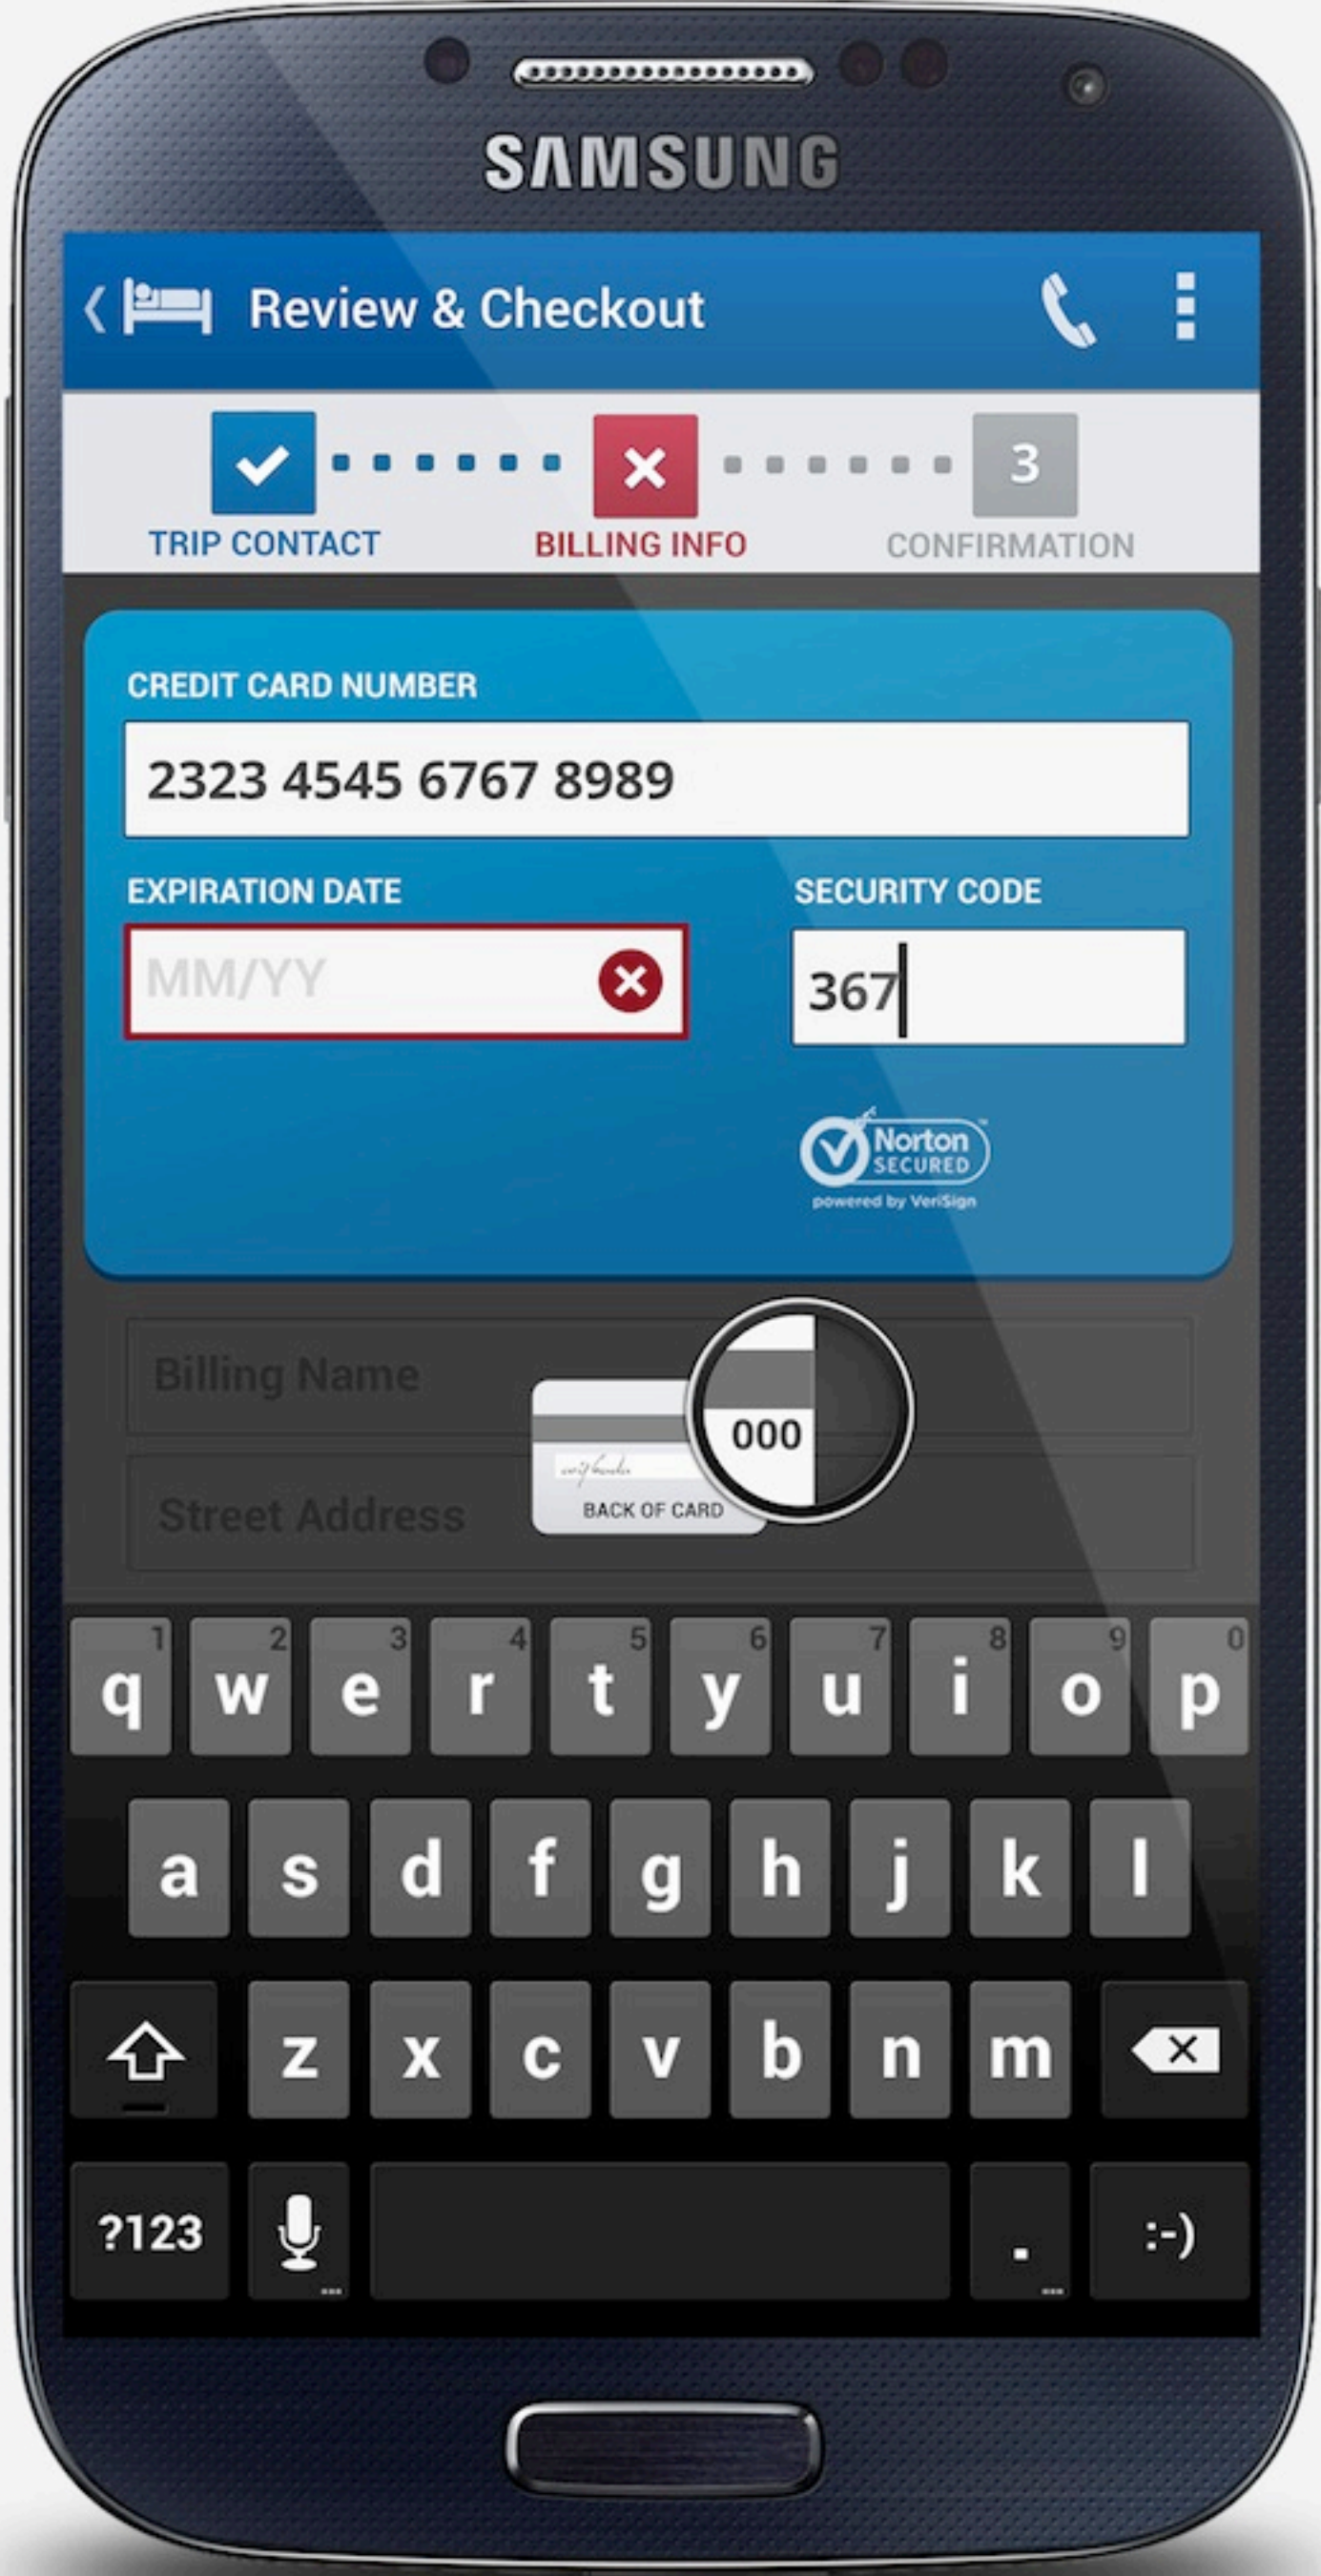 SAMSUNG
Review & Checkout
3
TRIP CONTACT BILLING INFO CONFIRMATION
CREDIT CARD NUMBER
2323 4545 6767 8989
EXPIRATION DATE SECURITY CODE
MM/YY 367
Norton
SECURED
powered by VeriSign
Billing Name
000
Street Address BACK OF CARD
1 2 3 4 5 6 7 8 9 0
q w e r t y u i o p
a s d f g h j k l
z x c v b n m
?123 . :-)